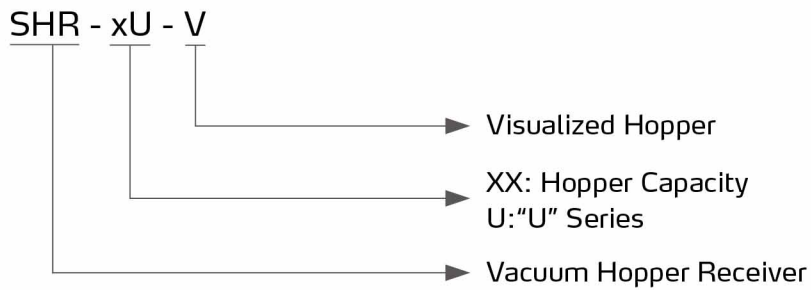 SHR - xU - V
Visualized Hopper
XX: Hopper Capacity
U:“U” Series
Vacuum Hopper Receiver